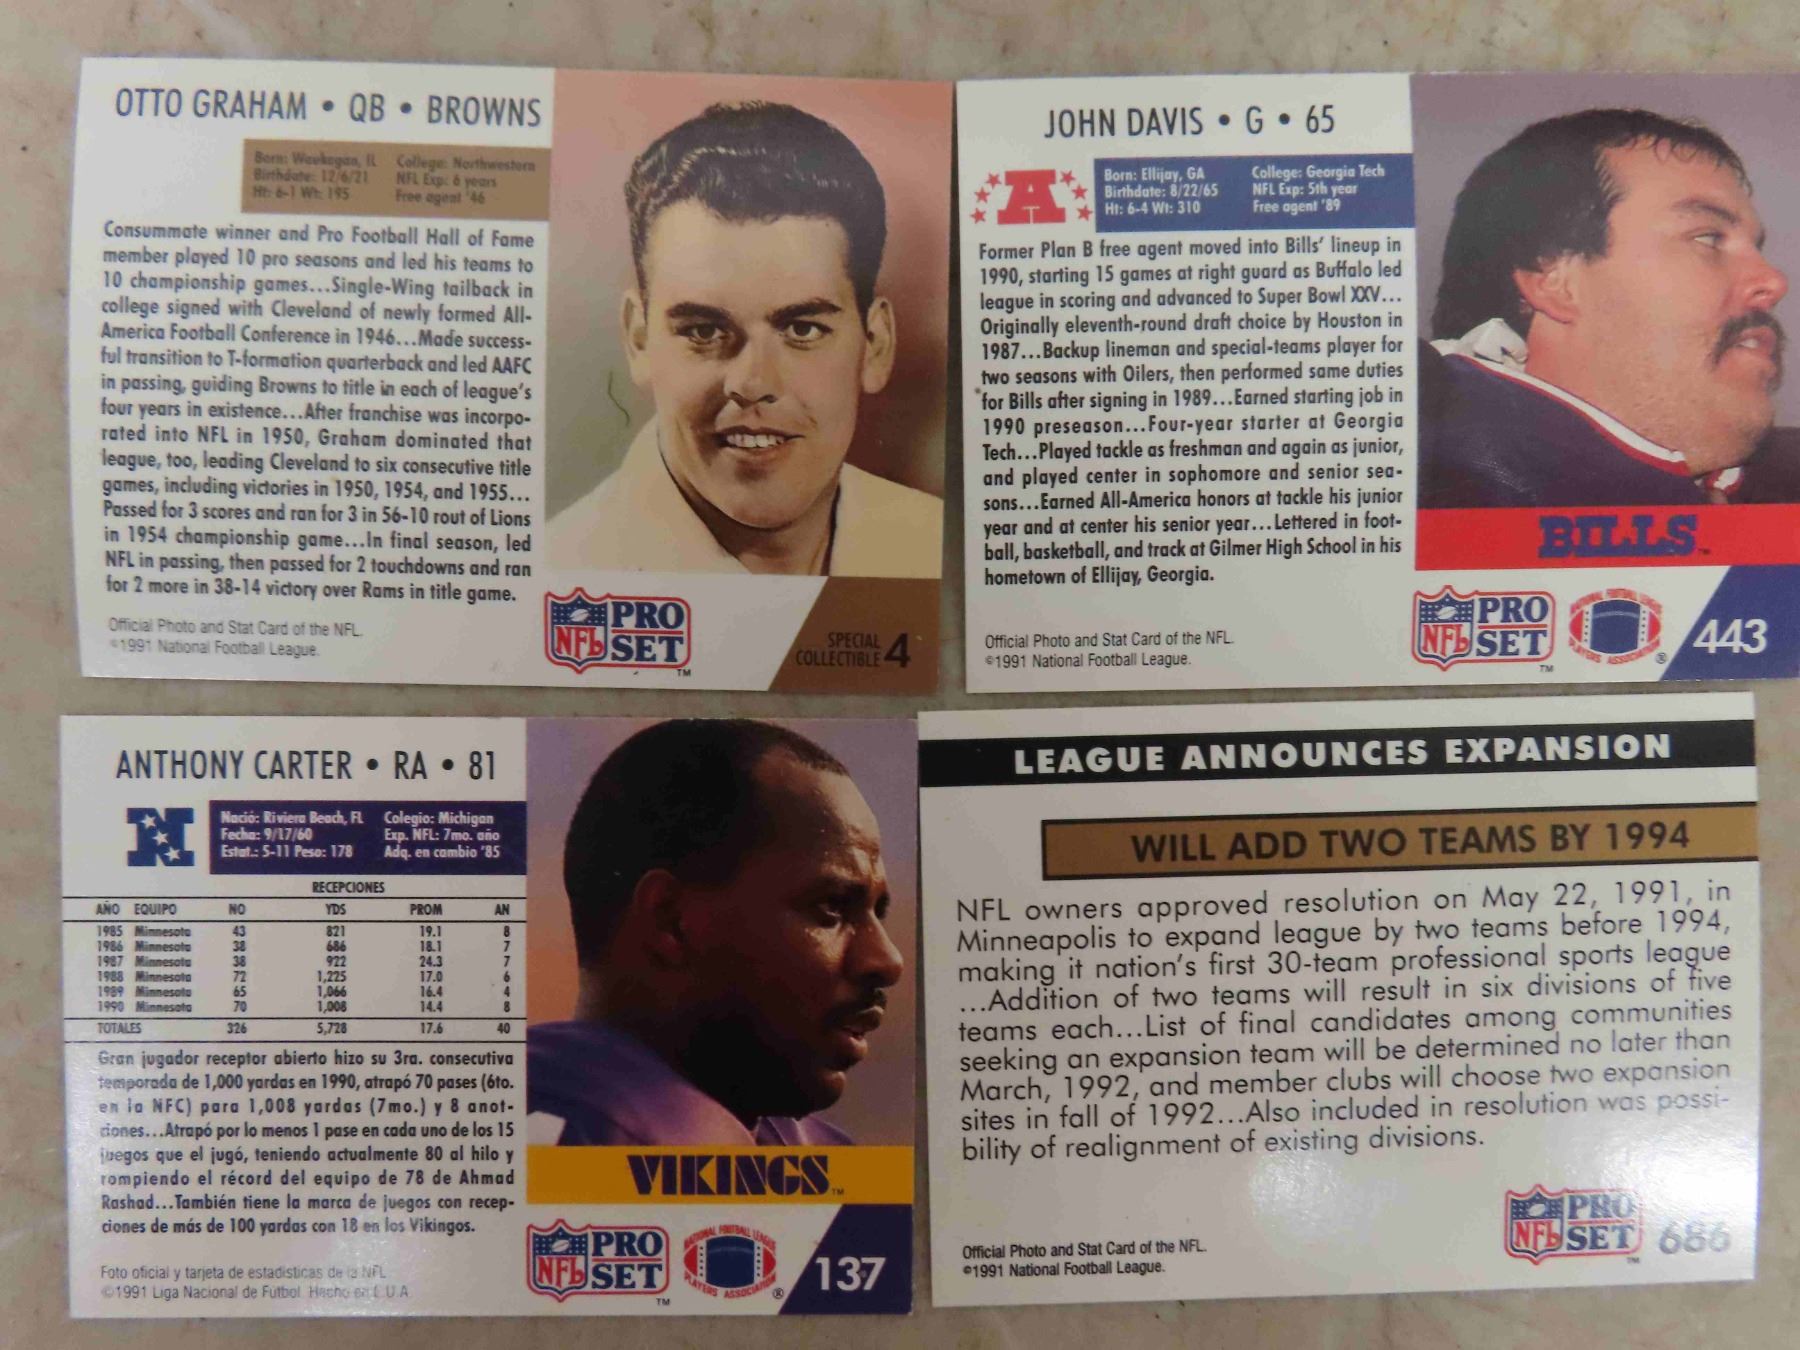 OTTO GRAHAM • QB • BROWNS
Born: Waukegan, IL College: Northwestern
Birthdate: 12/6/21 NFL Exp: 6 years
Ht: 6-1 Wt: 195 Free agent '46
Consummate winner and Pro Football Hall of Fame
member played 10 pro seasons and led his teams to
10 championship games...Single-Wing tailback in
college signed with Cleveland of newly formed All-
America Football Conference in 1946...Made success-
ful transition to T-formation quarterback and led AAFC
in passing, guiding Browns to title in each of league's
four years in existence...After franchise was incorpo-
rated into NFL in 1950, Graham dominated that
league, too, leading Cleveland to six consecutive title
games, including victories in 1950, 1954, and 1955...
Passed for 3 scores and ran for 3 in 56-10 rout of Lions
in 1954 championship game...In final season, led
NFL in passing, then passed for 2 touchdowns and ran
for 2 more in 38-14 victory over Rams in title game.
Official Photo and Stat Card of the NFL.
©1991 National Football League.
NFL PRO SET™
SPECIAL
COLLECTIBLE 4
JOHN DAVIS • G • 65
A
Born: Ellijay, GA College: Georgia Tech
Birthdate: 8/22/65 NFL Exp: 5th year
Ht: 6-4 Wt: 310 Free agent '89
Former Plan B free agent moved into Bills' lineup in
1990, starting 15 games at right guard as Buffalo led
league in scoring and advanced to Super Bowl XXV...
Originally eleventh-round draft choice by Houston in
1987...Backup lineman and special-teams player for
two seasons with Oilers, then performed same duties
for Bills after signing in 1989...Earned starting job in
1990 preseason...Four-year starter at Georgia
Tech...Played tackle as freshman and again as junior,
and played center in sophomore and senior sea-
sons...Earned All-America honors at tackle his junior
year and at center his senior year...Lettered in foot-
ball, basketball, and track at Gilmer High School in his
hometown of Ellijay, Georgia.
Official Photo and Stat Card of the NFL.
©1991 National Football League.
BILLS™
NFL PRO SET™
NATIONAL FOOTBALL LEAGUE
PLAYERS ASSOCIATION®
443
ANTHONY CARTER • RA • 81
N
Nació: Riviera Beach, FL Colegio: Michigan
Fecha: 9/17/60 Exp. NFL: 7mo. año
Estat.: 5-11 Peso: 178 Adq. en cambio '85
RECEPCIONES
AÑO EQUIPO NO YDS PROM AN
1985 Minnesota 43 821 19.1 8
1986 Minnesota 38 686 18.1 7
1987 Minnesota 38 922 24.3 7
1988 Minnesota 72 1,225 17.0 6
1989 Minnesota 65 1,066 16.4 4
1990 Minnesota 70 1,008 14.4 8
TOTALES 326 5,728 17.6 40
Gran jugador receptor abierto hizo su 3ra. consecutiva
temporada de 1,000 yardas en 1990, atrapó 70 pases (6to.
en la NFC) para 1,008 yardas (7mo.) y 8 anot-
ciones...Atrapó por lo menos 1 pase en cada uno de los 15
juegos que el jugó, teniendo actualmente 80 al hilo y
rompiendo el récord del equipo de 78 de Ahmad
Rashad...También tiene la marca de juegos con recep-
ciones de más de 100 yardas con 18 en los Vikingos.
Foto oficial y tarjeta de estadísticas de la NFL
©1991 Liga Nacional de Fútbol. Hecho en E.U.A.
VIKINGS™
NFL PRO SET™
NATIONAL FOOTBALL LEAGUE
PLAYERS ASSOCIATION®
137
LEAGUE ANNOUNCES EXPANSION
WILL ADD TWO TEAMS BY 1994
NFL owners approved resolution on May 22, 1991, in
Minneapolis to expand league by two teams before 1994,
making it nation's first 30-team professional sports league
...Addition of two teams will result in six divisions of five
teams each...List of final candidates among communities
seeking an expansion team will be determined no later than
March, 1992, and member clubs will choose two expansion
sites in fall of 1992...Also included in resolution was possi-
bility of realignment of existing divisions.
Official Photo and Stat Card of the NFL.
©1991 National Football League.
NFL PRO SET™
686